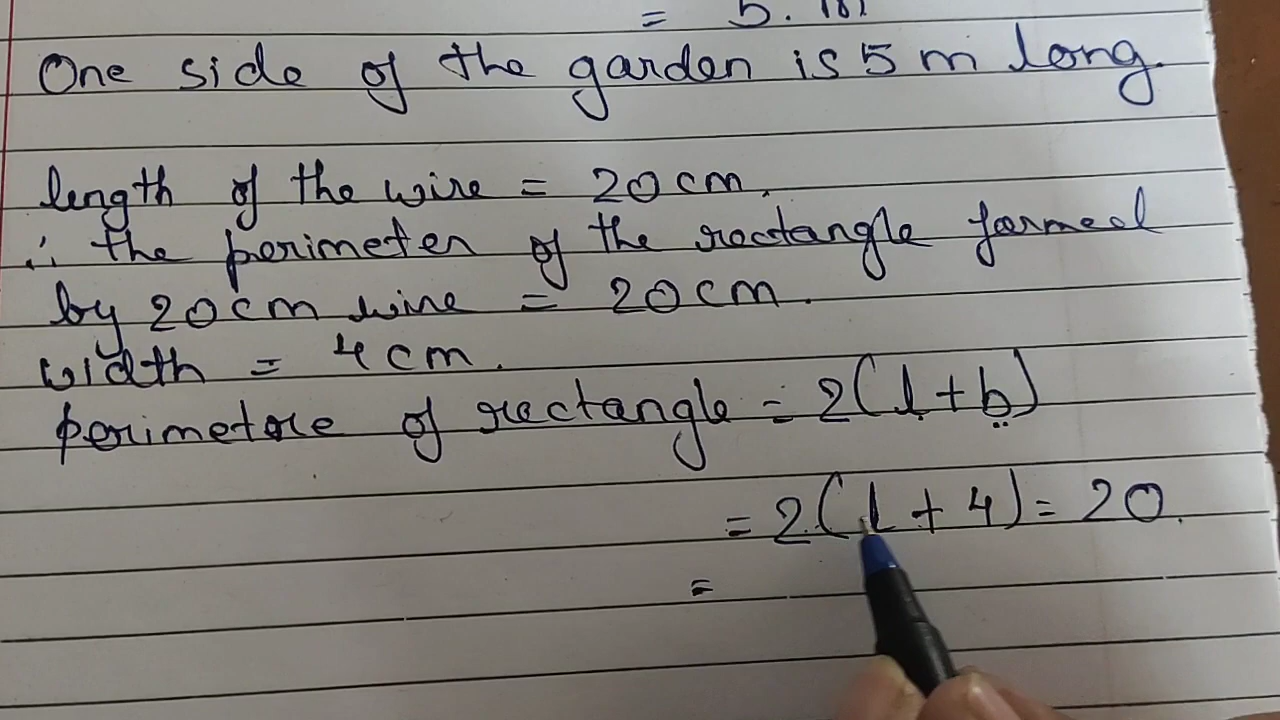 = 5.
One side of the garden is 5 m long.
length of the wire = 20 cm.
∴ the perimeter of the rectangle formed
by 20 cm wire = 20 cm.
width = 4 cm.
perimetre of rectangle = 2(l + b)
= 2(l + 4) = 20.
=